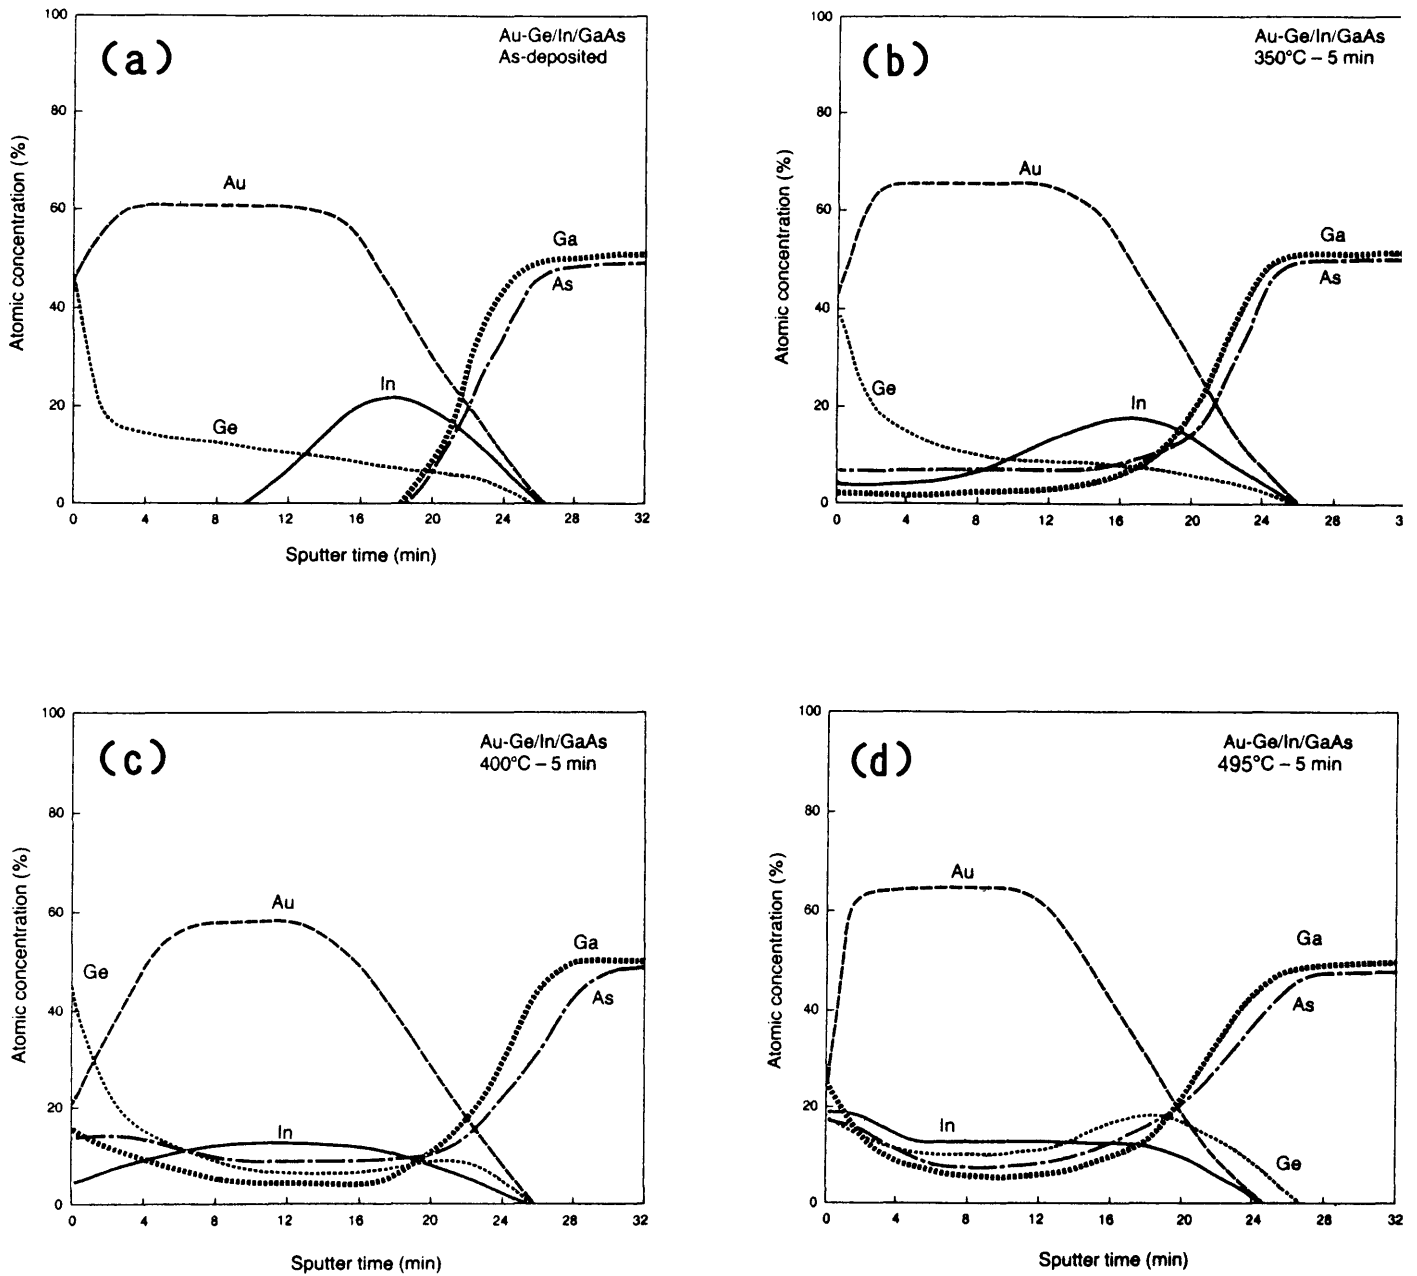 100
(a)
Au-Ge/In/GaAs
As-deposited
80
60
40
20
0
Atomic concentration (%)
Au
Ga
As
In
Ge
0 4 8 12 16 20 24 28 32
Sputter time (min)
100
(b)
Au-Ge/In/GaAs
350°C – 5 min
80
60
40
20
0
Atomic concentration (%)
Au
Ga
As
Ge
In
0 4 8 12 16 20 24 28 32
100
(c)
Au-Ge/In/GaAs
400°C – 5 min
80
60
40
20
0
Atomic concentration (%)
Au
Ge
Ga
As
In
0 4 8 12 16 20 24 28 32
Sputter time (min)
100
(d)
Au-Ge/In/GaAs
495°C – 5 min
80
60
40
20
0
Atomic concentration (%)
Au
Ga
As
In
Ge
0 4 8 12 16 20 24 28 32
Sputter time (min)